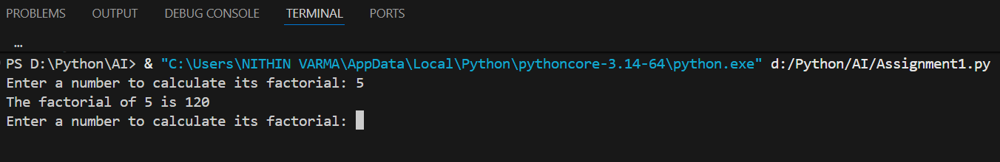 PROBLEMS OUTPUT DEBUG CONSOLE TERMINAL PORTS
...
PS D:\Python\AI> & "C:\Users\NITHIN VARMA\AppData\Local\Python\pythoncore-3.14-64\python.exe" d:/Python/AI/Assignment1.py
Enter a number to calculate its factorial: 5
The factorial of 5 is 120
Enter a number to calculate its factorial: